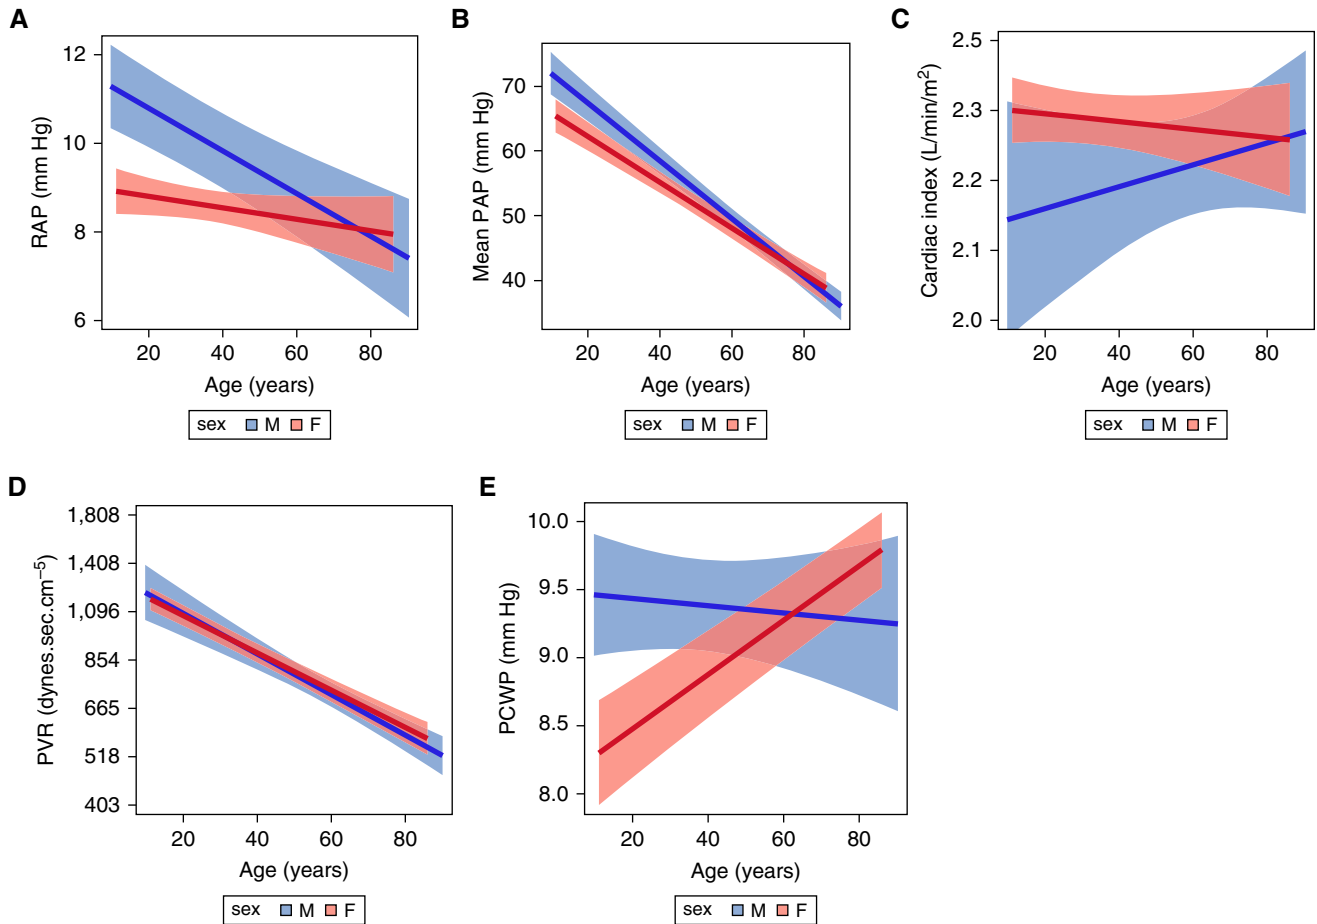 A
12
10
8
6
RAP (mm Hg)
20 40 60 80
Age (years)
sex M F
B
70
60
50
40
Mean PAP (mm Hg)
20 40 60 80
Age (years)
sex M F
C
2.5
2.3
2.2
2.1
2.0
Cardiac index (L/min/m²)
20 40 60 80
Age (years)
sex M F
D
1,808
1,408
1,096
854
665
518
403
PVR (dynes.sec.cm⁻⁵)
20 40 60 80
Age (years)
sex M F
E
10.0
9.5
9.0
8.5
8.0
PCWP (mm Hg)
20 40 60 80
Age (years)
sex M F